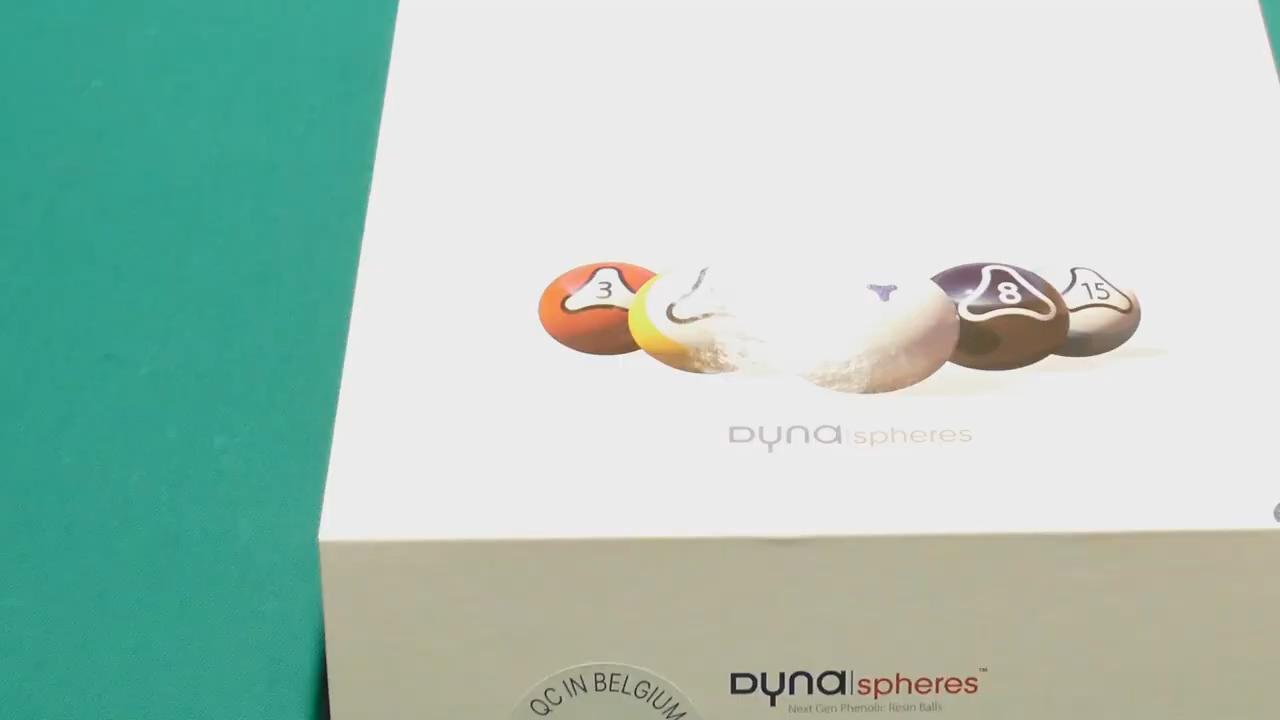 3
8
15
Dyna|spheres
QC IN BELGIUM
Dyna|spheres™
Next Gen Phenolic Resin Balls